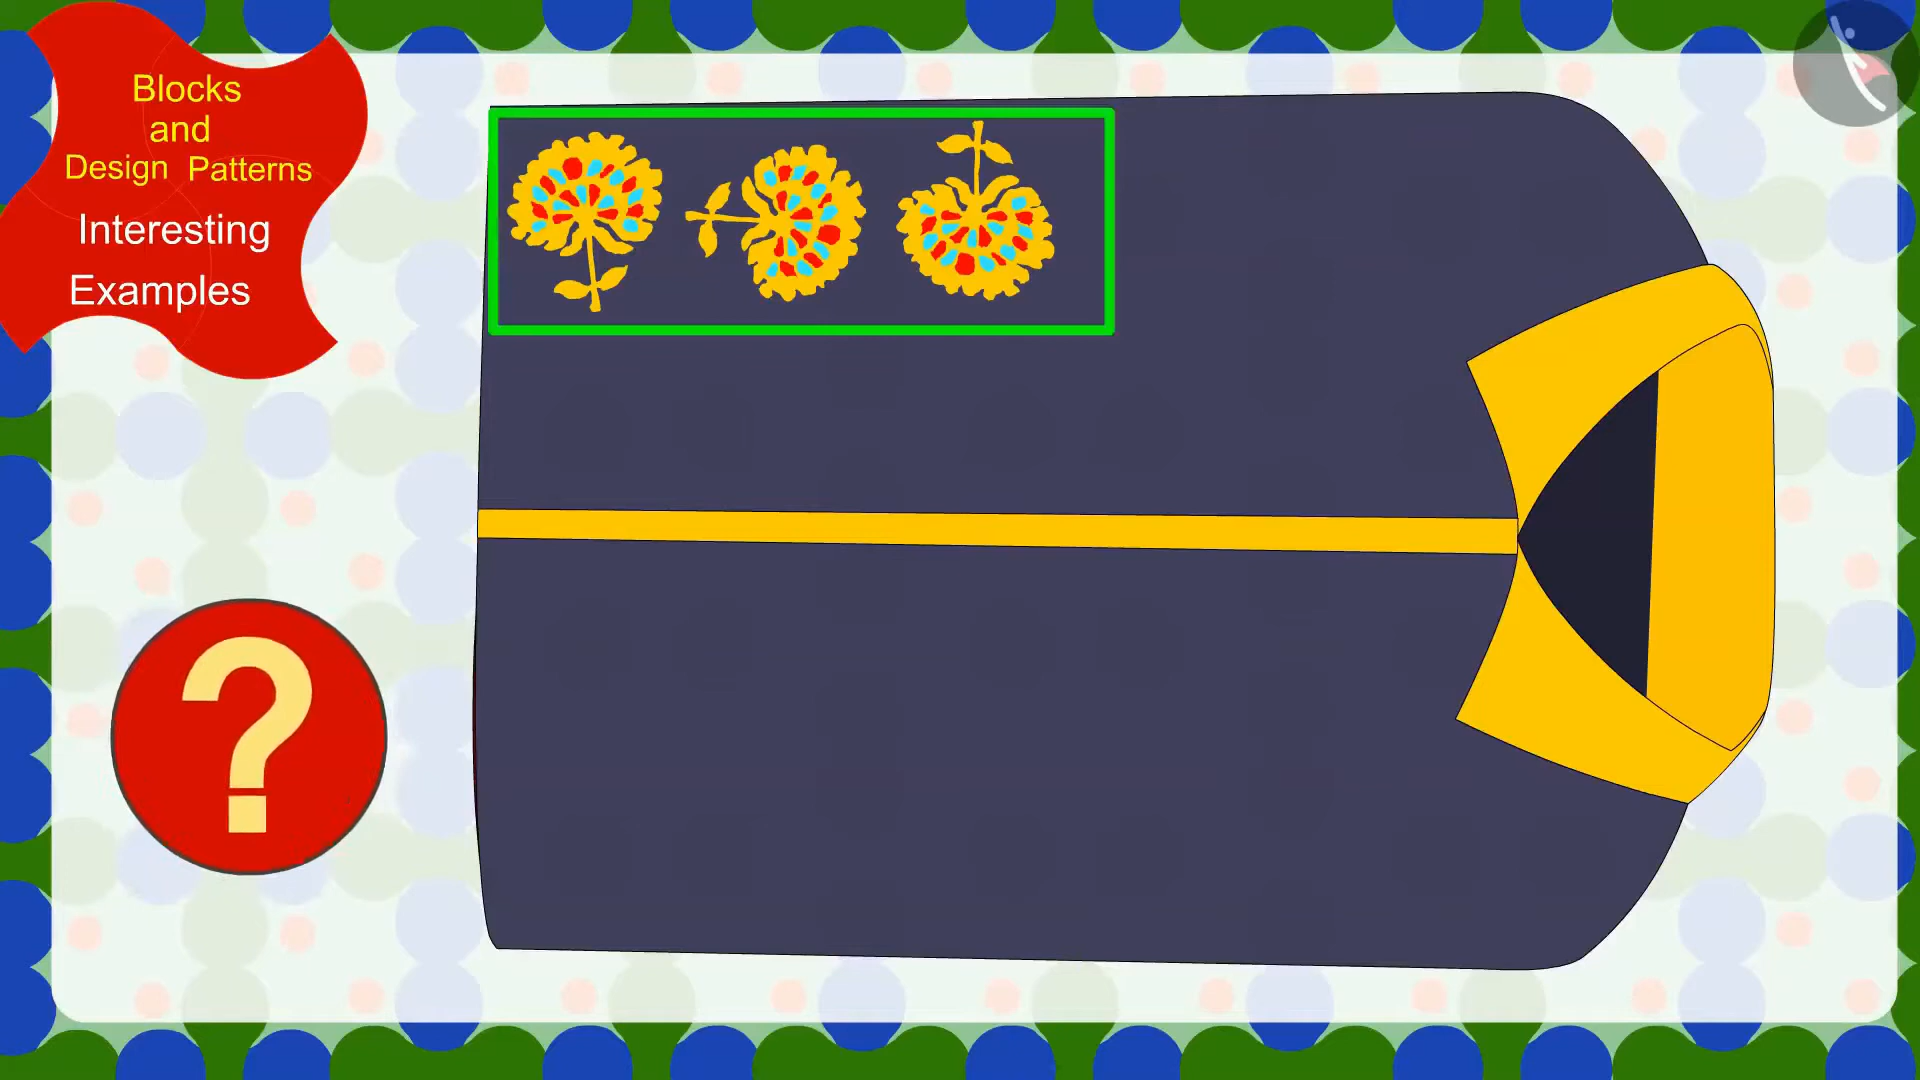 Blocks
and
Design Patterns
Interesting
Examples
?